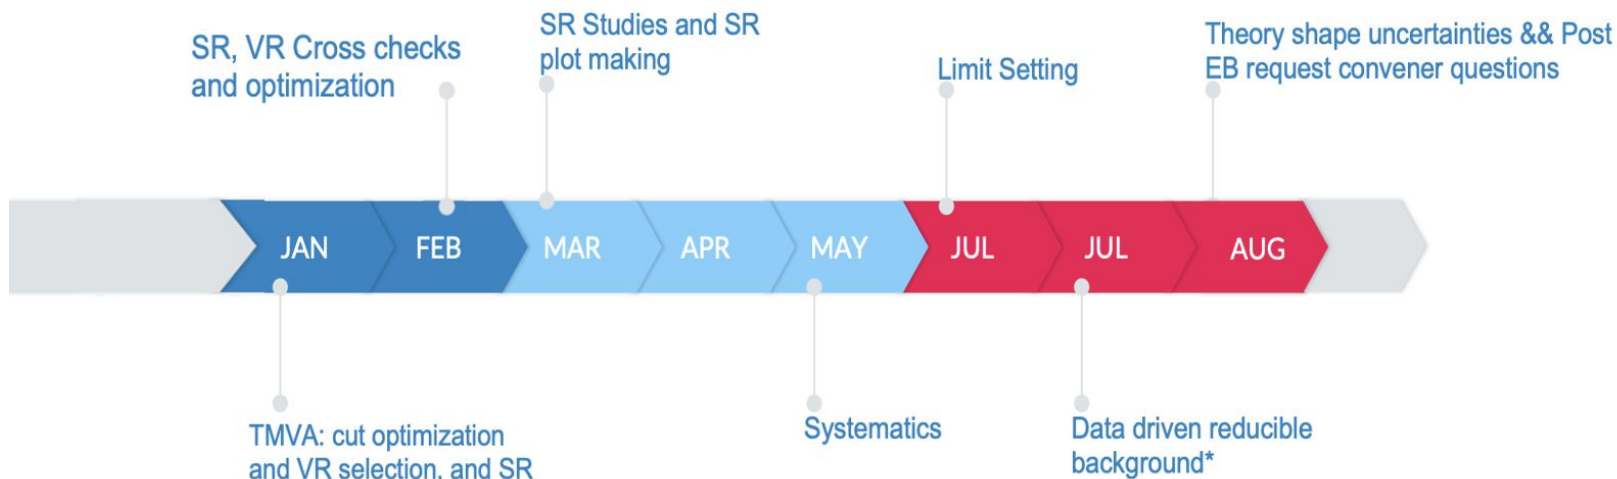 SR, VR Cross checks
and optimization
SR Studies and SR
plot making
Limit Setting
Theory shape uncertainties && Post
EB request convener questions
JAN
FEB
MAR
APR
MAY
JUL
JUL
AUG
TMVA: cut optimization
and VR selection, and SR
Systematics
Data driven reducible
background*